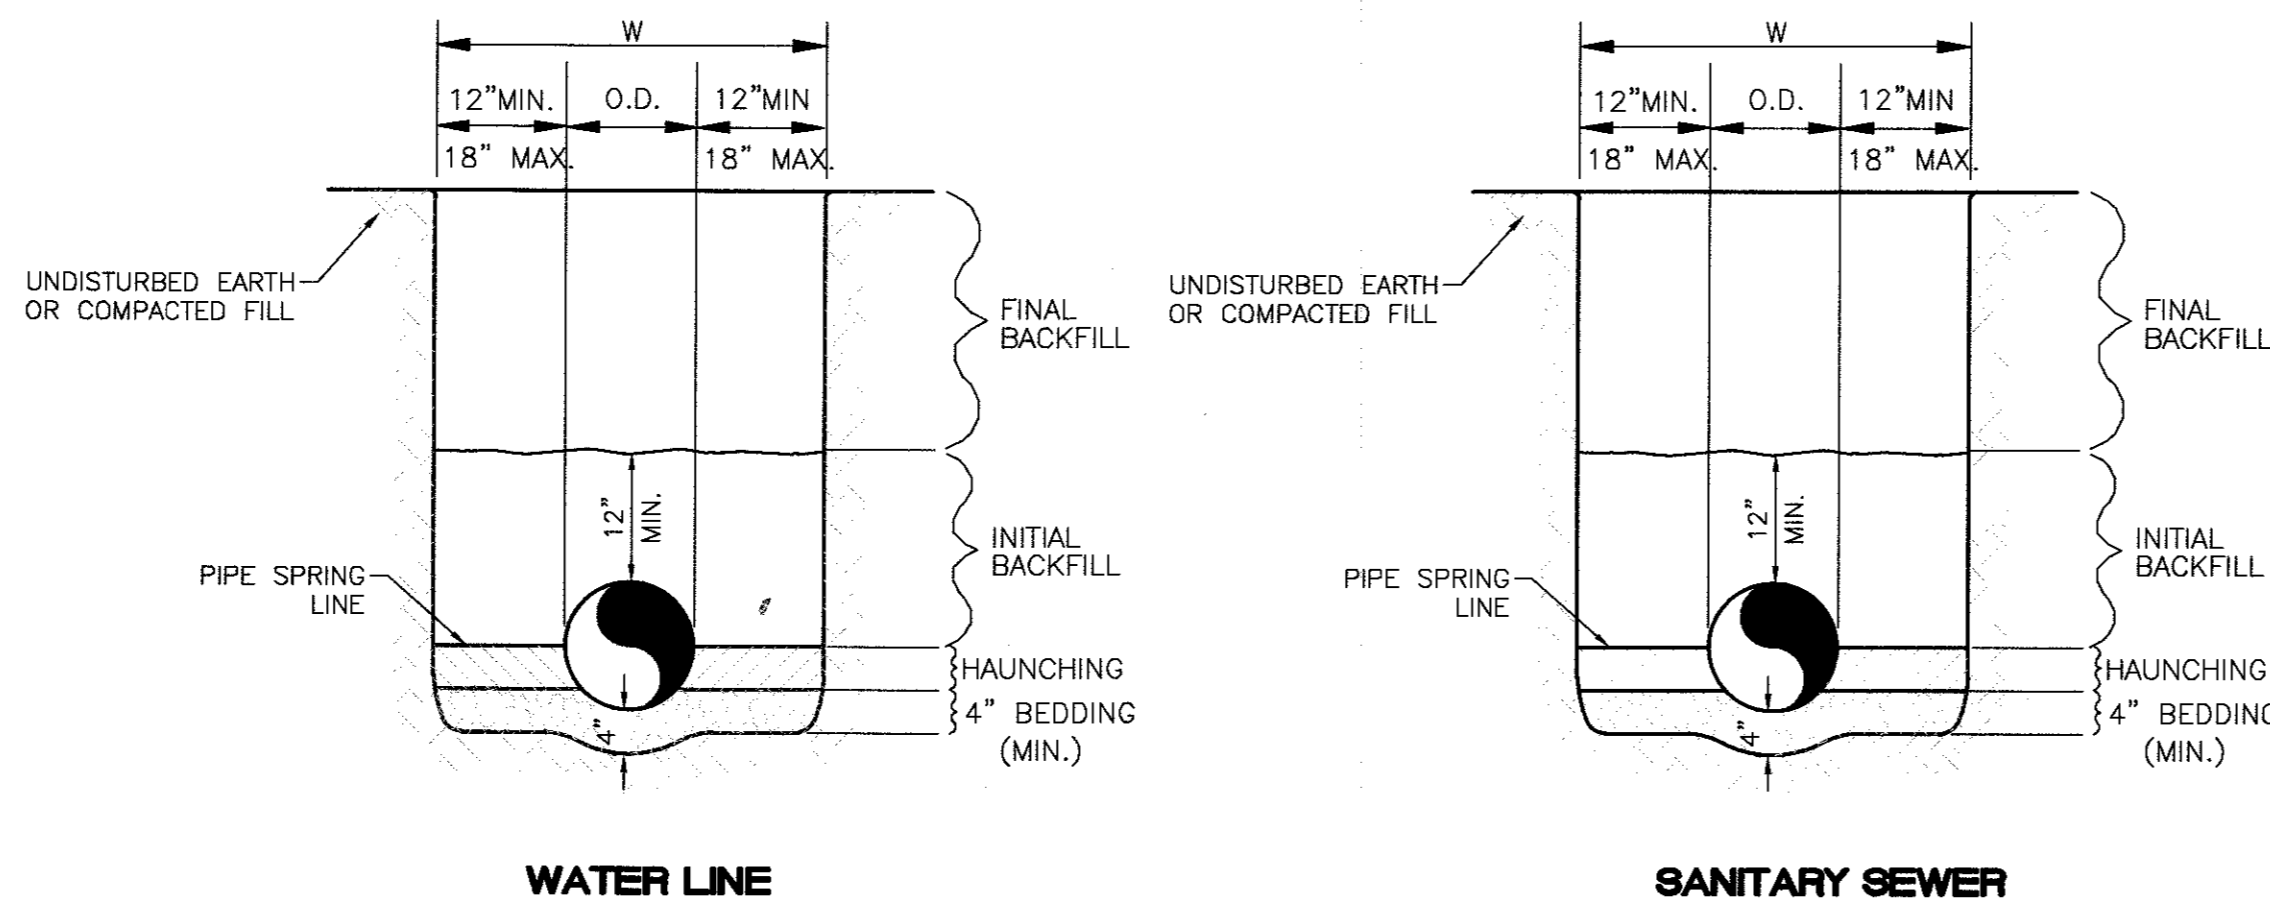 W
12”MIN.
O.D.
12”MIN
18” MAX.
18” MAX.
UNDISTURBED EARTH
OR COMPACTED FILL
FINAL
BACKFILL
12”
MIN.
INITIAL
BACKFILL
PIPE SPRING
LINE
HAUNCHING
4”
4” BEDDING
(MIN.)
WATER LINE
W
12”MIN.
O.D.
12”MIN
18” MAX.
18” MAX.
UNDISTURBED EARTH
OR COMPACTED FILL
FINAL
BACKFILL
12”
MIN.
INITIAL
BACKFILL
PIPE SPRING
LINE
HAUNCHING
4”
4” BEDDING
(MIN.)
SANITARY SEWER